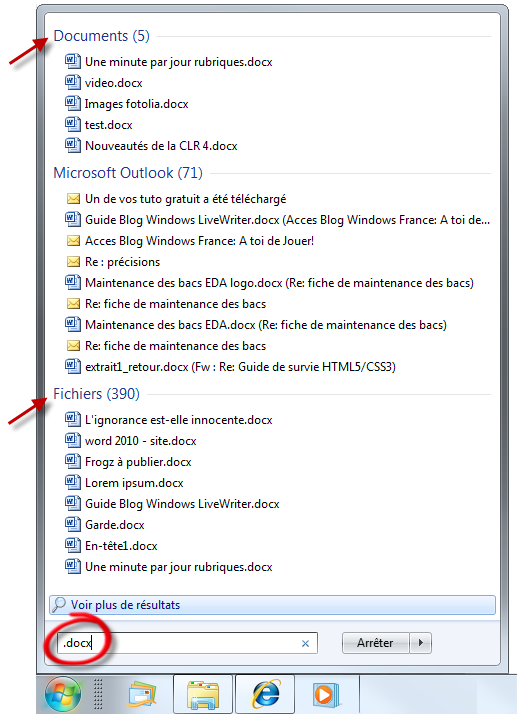 Documents (5)
Une minute par jour rubriques.docx
video.docx
Images fotolia.docx
test.docx
Nouveautés de la CLR 4.docx
Microsoft Outlook (71)
Un de vos tuto gratuit a été téléchargé
Guide Blog Windows LiveWriter.docx (Acces Blog Windows France: A toi de...
Acces Blog Windows France: A toi de Jouer!
Re : précisions
Maintenance des bacs EDA logo.docx (Re: fiche de maintenance des bacs)
Re: fiche de maintenance des bacs
Maintenance des bacs EDA.docx (Re: fiche de maintenance des bacs)
Re: fiche de maintenance des bacs
extrait1_retour.docx (Fw : Re: Guide de survie HTML5/CSS3)
Fichiers (390)
L'ignorance est-elle innocente.docx
word 2010 - site.docx
Frogz à publier.docx
Lorem ipsum.docx
Guide Blog Windows LiveWriter.docx
Garde.docx
En-tête1.docx
Une minute par jour rubriques.docx
Voir plus de résultats
.docx
Arrêter